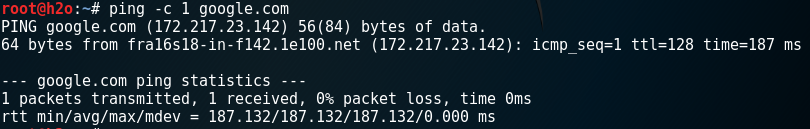 root@h2o:~# ping -c 1 google.com
PING google.com (172.217.23.142) 56(84) bytes of data.
64 bytes from fra16s18-in-f142.1e100.net (172.217.23.142): icmp_seq=1 ttl=128 time=187 ms
--- google.com ping statistics ---
1 packets transmitted, 1 received, 0% packet loss, time 0ms
rtt min/avg/max/mdev = 187.132/187.132/187.132/0.000 ms